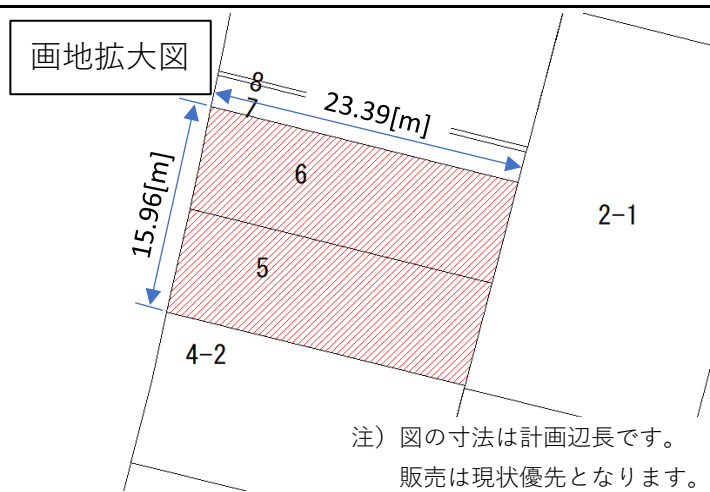 画地拡大図
8
7
23.39[m]
15.96[m]
6
2-1
5
4-2
注）図の寸法は計画辺長です。
販売は現状優先となります。